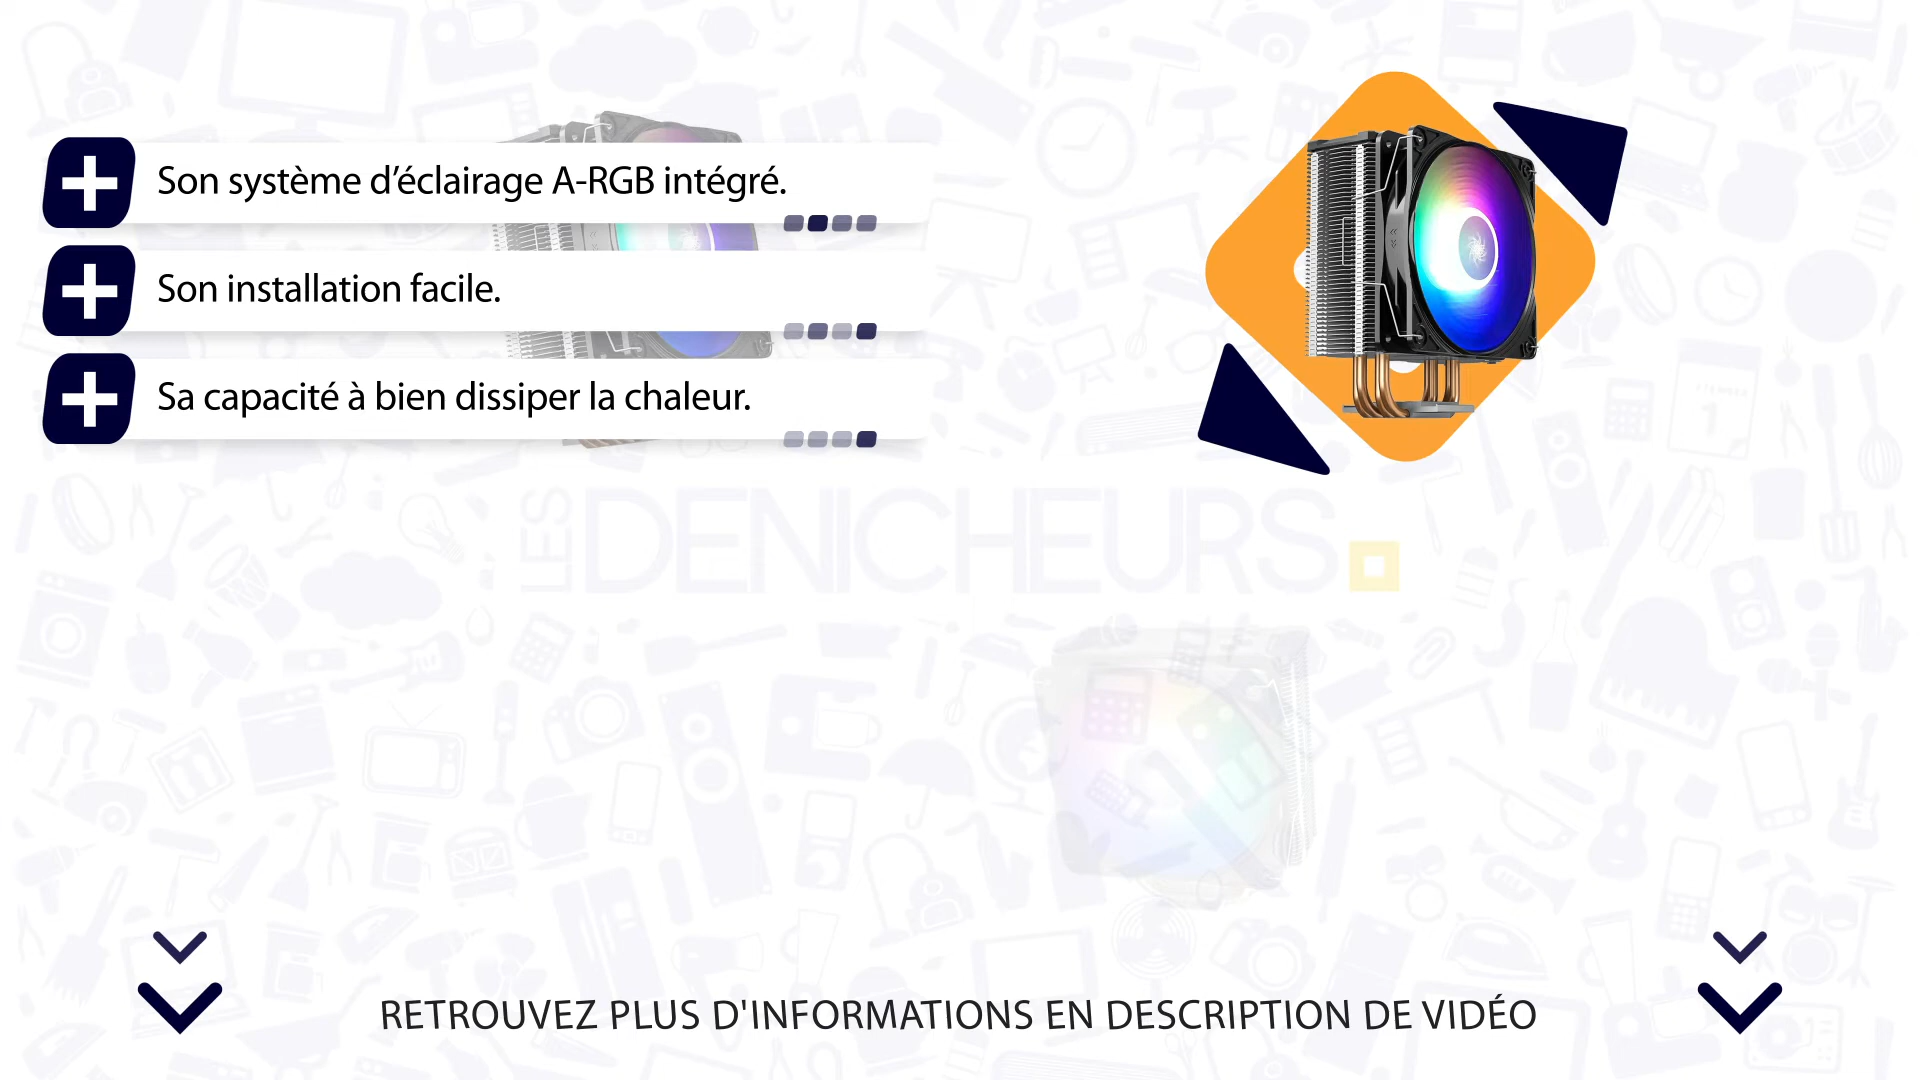 Son système d’éclairage A-RGB intégré.
Son installation facile.
Sa capacité à bien dissiper la chaleur.
LES DENICHEURS
RETROUVEZ PLUS D'INFORMATIONS EN DESCRIPTION DE VIDÉO